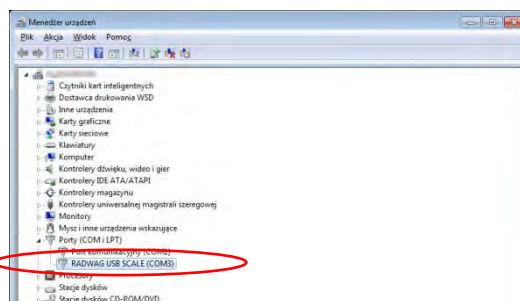 Menedżer urządzeń
Plik Akcja Widok Pomoc
Czytniki kart inteligentnych
Dostawca drukowania WSD
Inne urządzenia
Karty graficzne
Karty sieciowe
Klawiatury
Komputer
Kontrolery dźwięku, wideo i gier
Kontrolery IDE ATA/ATAPI
Kontrolery magazynu
Kontrolery uniwersalnej magistrali szeregowej
Monitory
Mysz i inne urządzenia wskazujące
Porty (COM i LPT)
Port komunikacyjny (COM2)
RADWAG USB SCALE (COM3)
Procesory
Stacje dysków
Stacje dysków CD-ROM/DVD